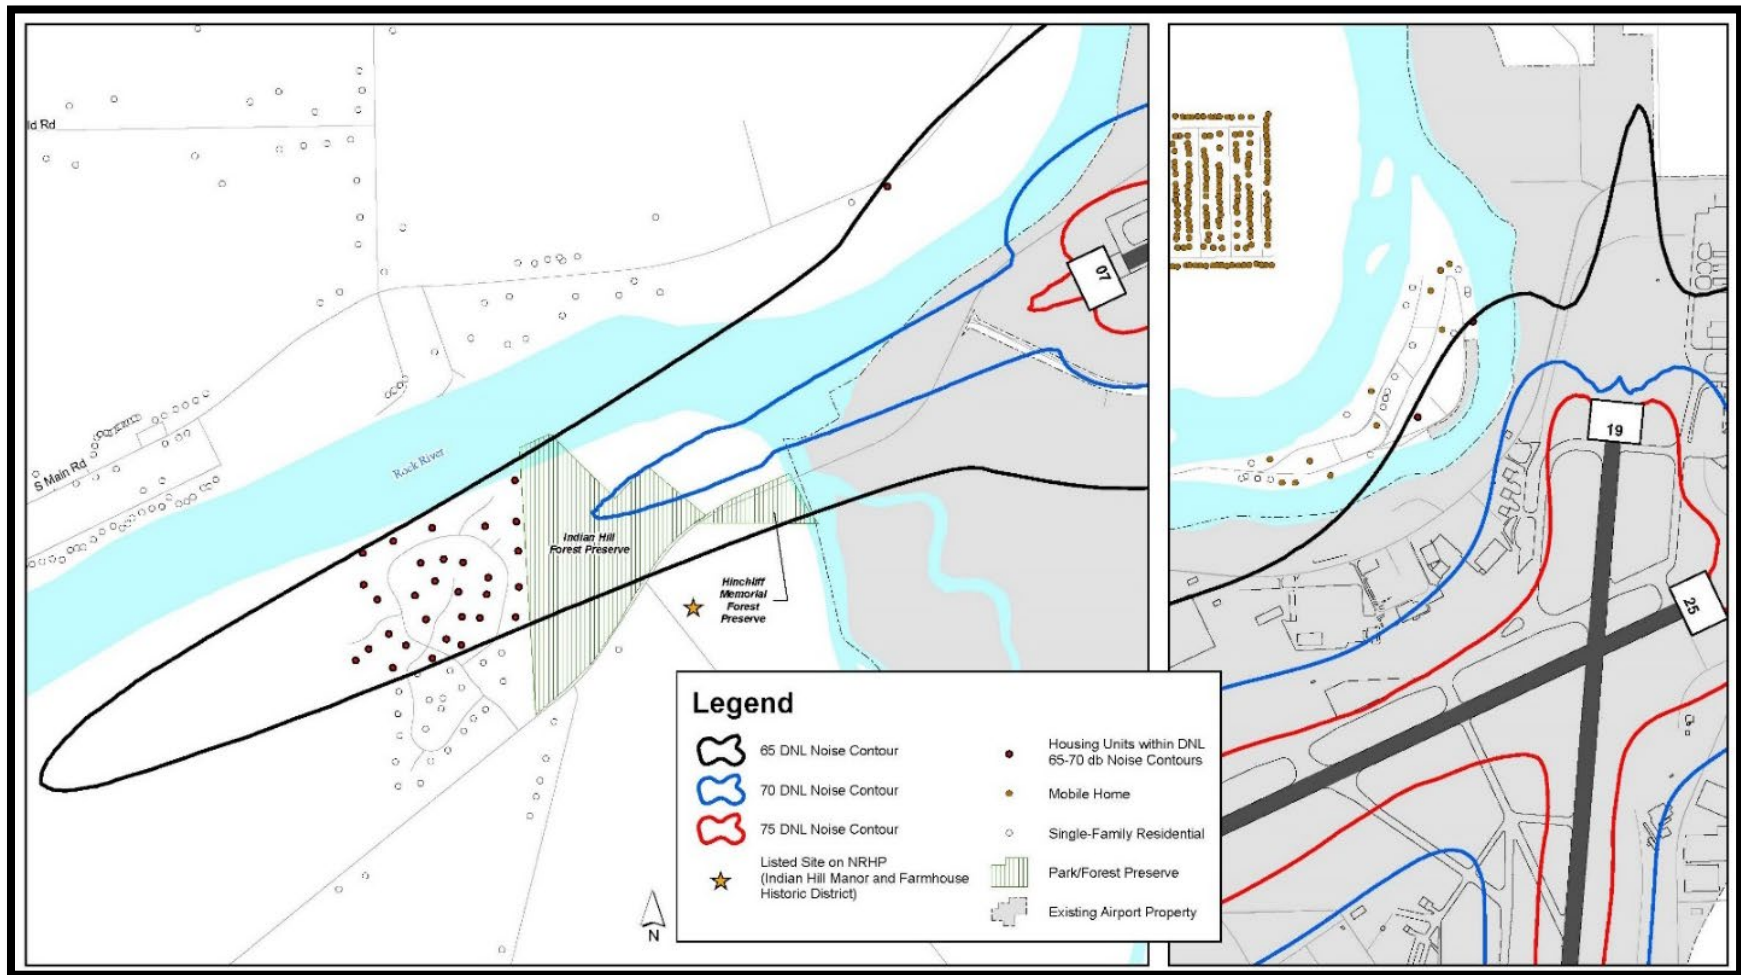 ld Rd
S Main Rd
Rock River
Indian Hill
Forest Preserve
Hinchliff
Memorial
Forest
Preserve
07
19
25
Legend
65 DNL Noise Contour
70 DNL Noise Contour
75 DNL Noise Contour
Listed Site on NRHP
(Indian Hill Manor and Farmhouse
Historic District)
Housing Units within DNL
65-70 db Noise Contours
Mobile Home
Single-Family Residential
Park/Forest Preserve
Existing Airport Property
N